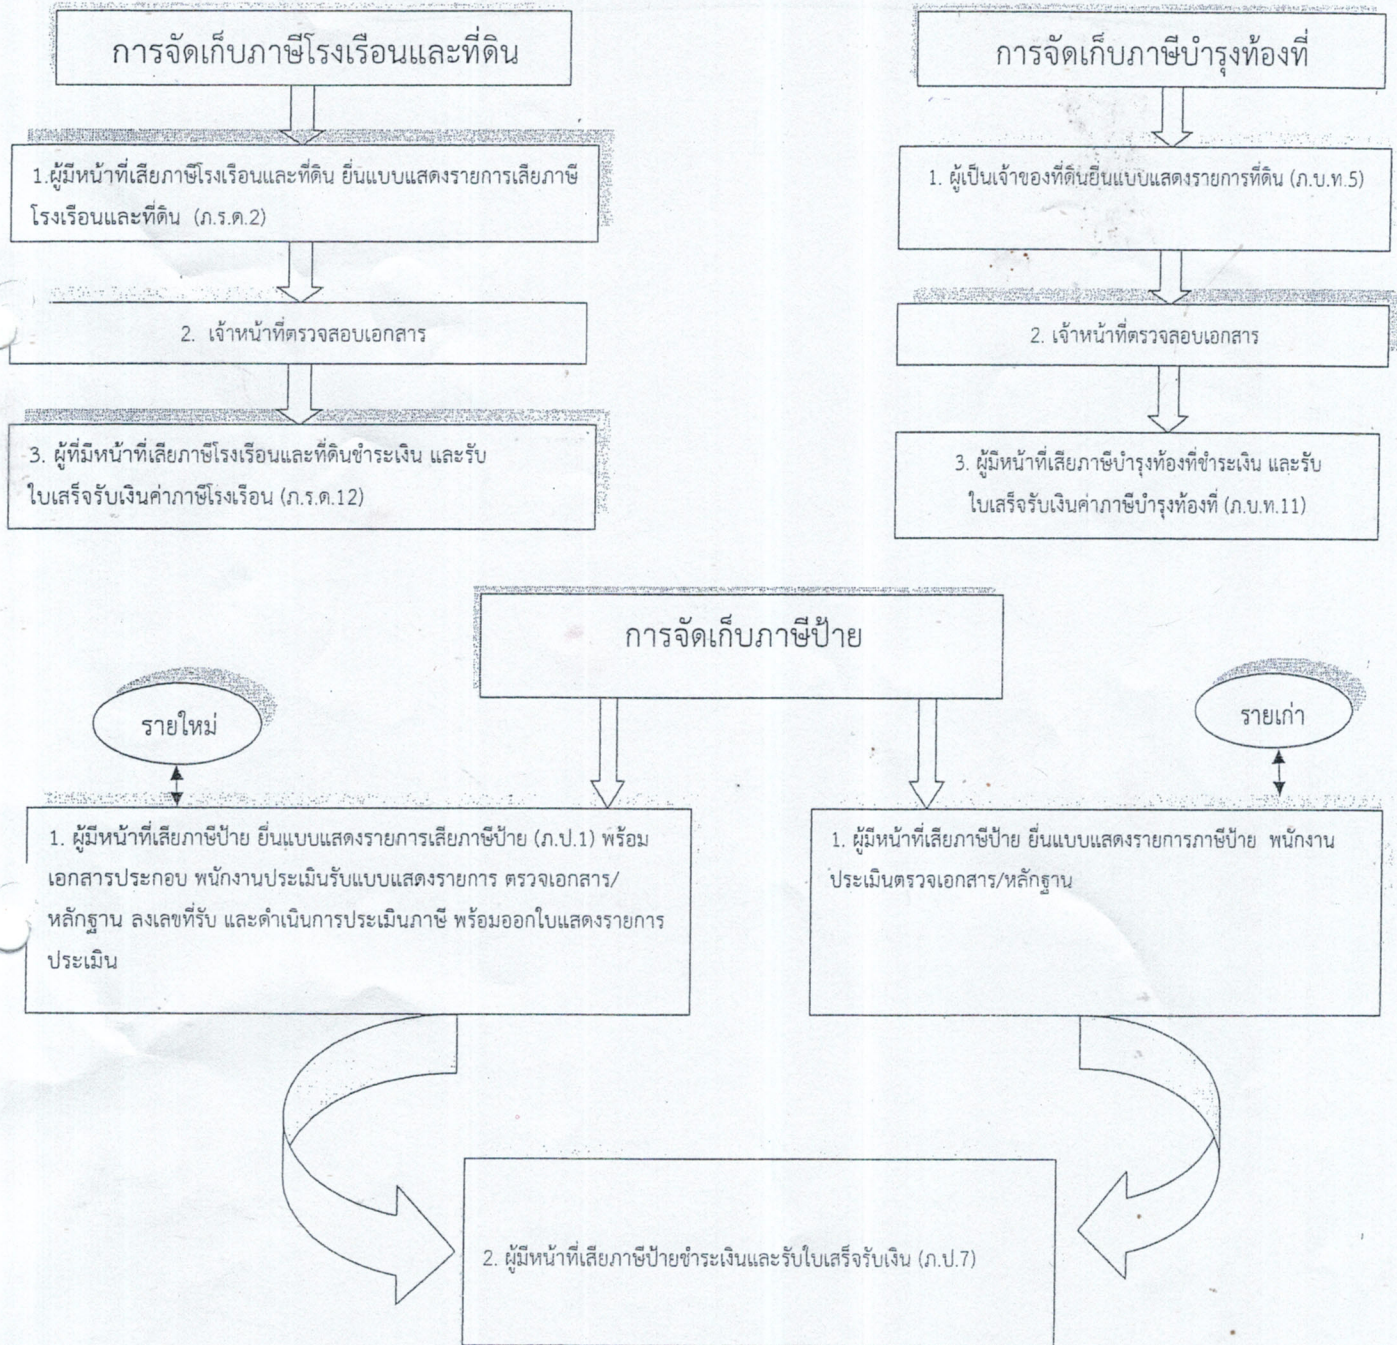 การจัดเก็บภาษีโรงเรือนและที่ดิน
1.ผู้มีหน้าที่เสียภาษีโรงเรือนและที่ดิน ยื่นแบบแสดงรายการเสียภาษี
โรงเรือนและที่ดิน (ภ.ร.ด.2)
2. เจ้าหน้าที่ตรวจสอบเอกสาร
3. ผู้ที่มีหน้าที่เสียภาษีโรงเรือนและที่ดินชำระเงิน และรับ
ใบเสร็จรับเงินค่าภาษีโรงเรือน (ภ.ร.ด.12)
การจัดเก็บภาษีบำรุงท้องที่
1. ผู้เป็นเจ้าของที่ดินยื่นแบบแสดงรายการที่ดิน (ภ.บ.ท.5)
2. เจ้าหน้าที่ตรวจสอบเอกสาร
3. ผู้มีหน้าที่เสียภาษีบำรุงท้องที่ชำระเงิน และรับ
ใบเสร็จรับเงินค่าภาษีบำรุงท้องที่ (ภ.บ.ท.11)
การจัดเก็บภาษีป้าย
รายใหม่
1. ผู้มีหน้าที่เสียภาษีป้าย ยื่นแบบแสดงรายการเสียภาษีป้าย (ภ.ป.1) พร้อม
เอกสารประกอบ พนักงานประเมินรับแบบแสดงรายการ ตรวจเอกสาร/
หลักฐาน ลงเลขที่รับ และดำเนินการประเมินภาษี พร้อมออกใบแสดงรายการ
ประเมิน
รายเก่า
1. ผู้มีหน้าที่เสียภาษีป้าย ยื่นแบบแสดงรายการภาษีป้าย พนักงาน
ประเมินตรวจเอกสาร/หลักฐาน
2. ผู้มีหน้าที่เสียภาษีป้ายชำระเงินและรับใบเสร็จรับเงิน (ภ.ป.7)